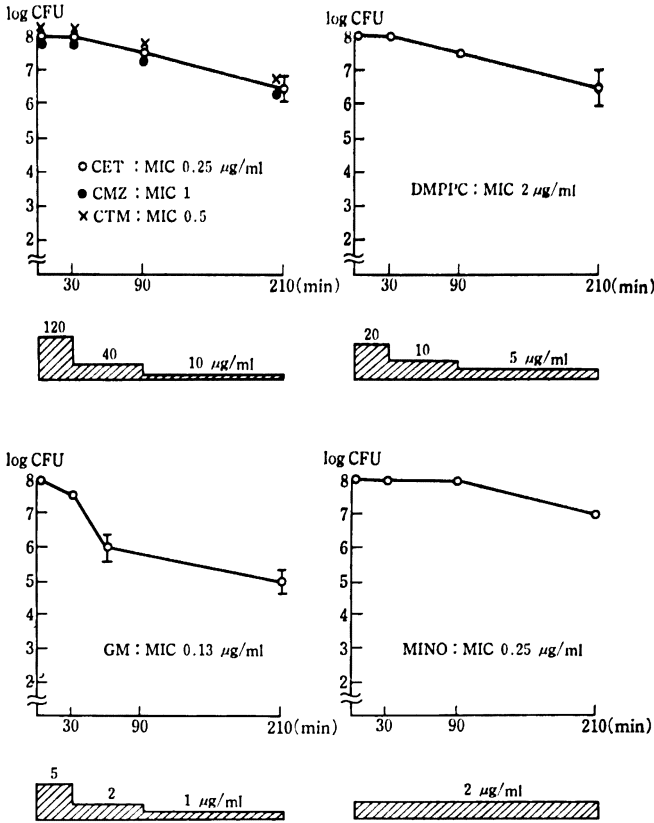 log CFU
8
7
6
5
4
3
2
CET : MIC 0.25 μg/ml
CMZ : MIC 1
CTM : MIC 0.5
30 90 210(min)
120
40
10 μg/ml
log CFU
8
7
6
5
4
3
2
DMPPC : MIC 2 μg/ml
30 90 210(min)
20
10
5 μg/ml
log CFU
8
7
6
5
4
3
2
GM : MIC 0.13 μg/ml
30 90 210(min)
5
2
1 μg/ml
log CFU
8
7
6
5
4
3
2
MINO : MIC 0.25 μg/ml
30 90 210(min)
2 μg/ml